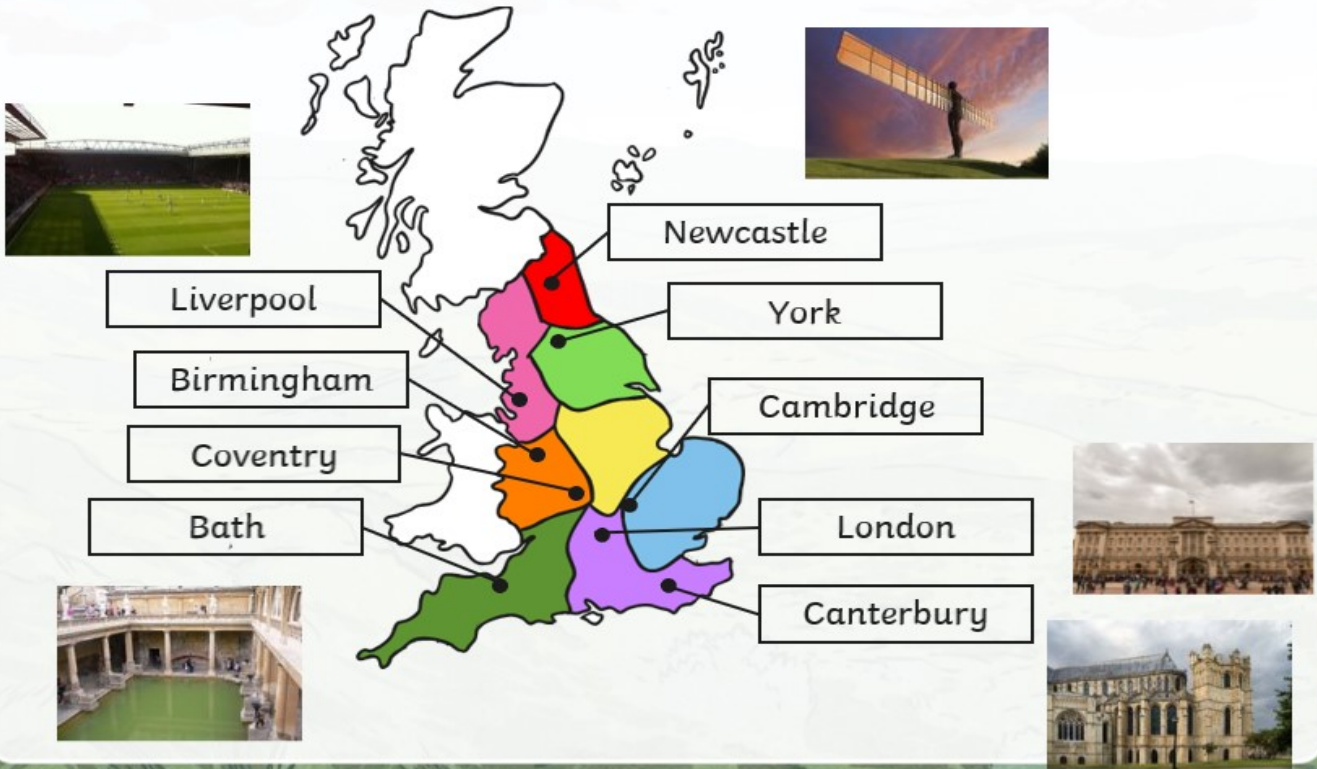 Newcastle
Liverpool
York
Birmingham
Cambridge
Coventry
Bath
London
Canterbury